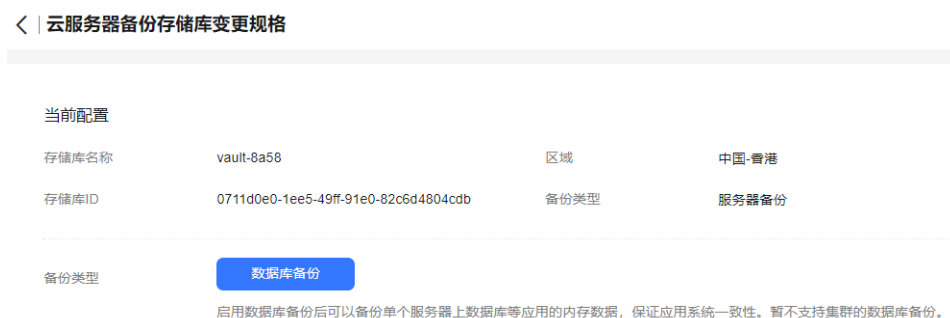 云服务器备份存储库变更规格
当前配置
存储库名称 vault-8a58 区域 中国-香港
存储库ID 0711d0e0-1ee5-49ff-91e0-82c6d4804cdb 备份类型 服务器备份
备份类型 数据库备份
启用数据库备份后可以备份单个服务器上数据库等应用的内存数据，保证应用系统一致性。暂不支持集群的数据库备份。